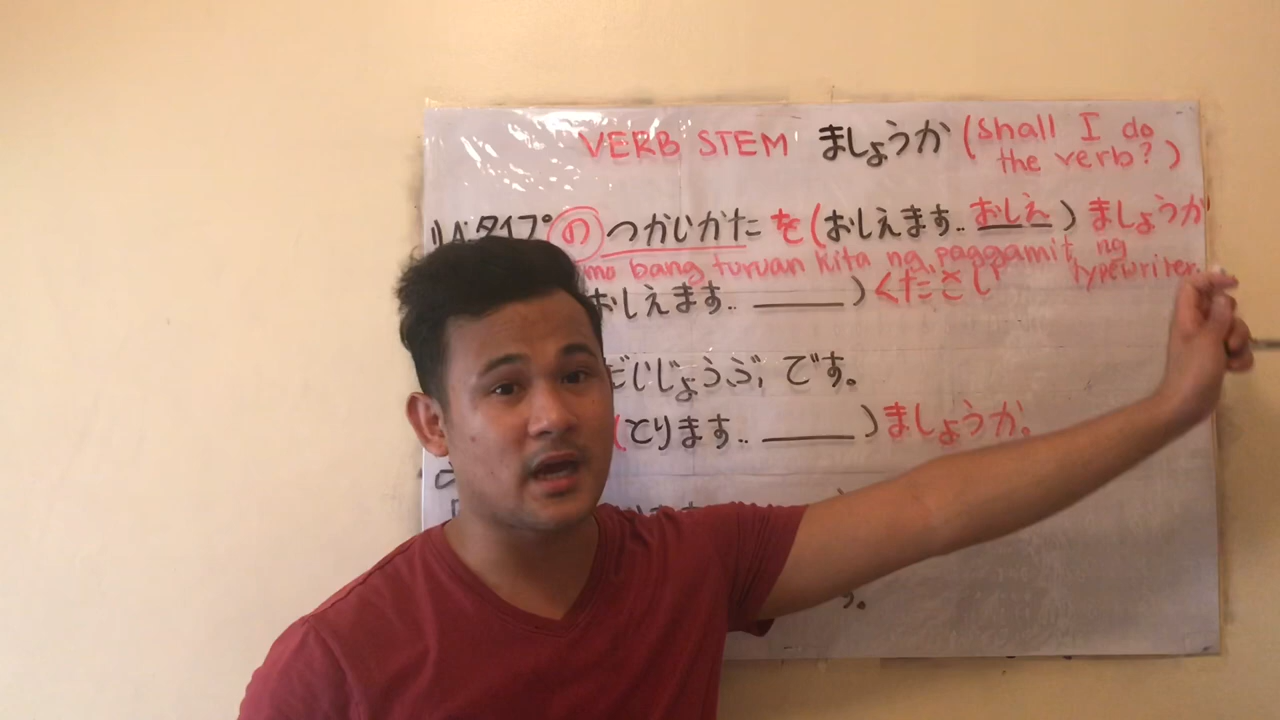 VERB STEM ましょうか (shall I do
the verb?)
タイプ の つかいかた を (おしえます.. おしえ) ましょうか
mo bang turuan kita ng paggamit ng
typewriter.
おしえます.. ____) ください
だいじょうぶ, です。
(とります.. ____) ましょうか。